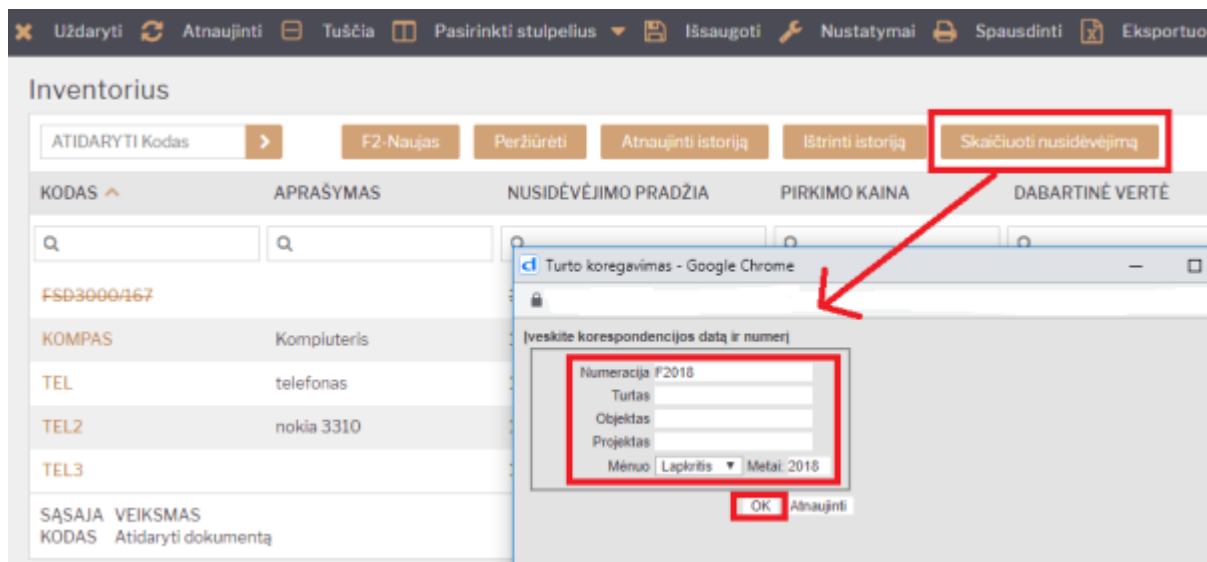 Uždaryti Atnaujinti Tuščia Pasirinkti stulpelius Išsaugoti Nustatymai Spausdinti Eksportuo
Inventorius
ATIDARYTI Kodas F2-Naujas Peržiūrėti Atnaujinti istoriją Ištrinti istoriją Skaičiuoti nusidėvėjimą
KODAS APRAŠYMAS NUSIDĖVĖJIMO PRADŽIA PIRKIMO KAINA DABARTINĖ VERTĖ
Turto koregavimas - Google Chrome
FSD3000/167
Įveskite korespondencijos datą ir numerį
KOMPAS Kompiuteris
Numeracija F2018
TEL telefonas
Turtas
Objektas
TEL2 nokia 3310
Projektas
TEL3
Mėnuo Lapkritis Metai: 2018
OK Atnaujinti
SĄSAJA VEIKSMAS
KODAS Atidaryti dokumentą